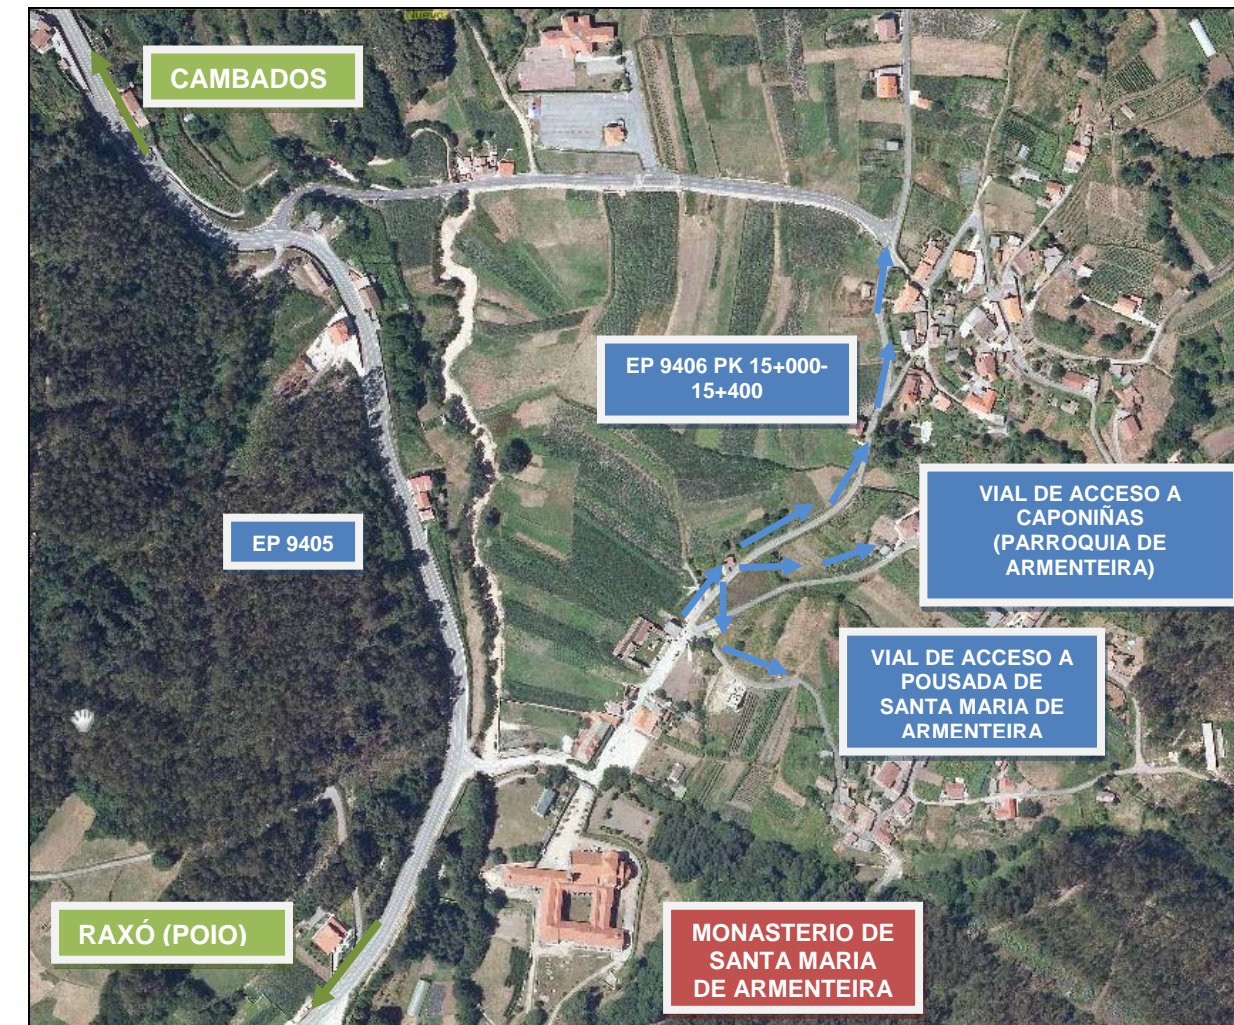 CAMBADOS
EP 9406 PK 15+000-
15+400
EP 9405
VIAL DE ACCESO A
CAPONIÑAS
(PARROQUIA DE
ARMENTEIRA)
VIAL DE ACCESO A
POUSADA DE
SANTA MARIA DE
ARMENTEIRA
RAXÓ (POIO)
MONASTERIO DE
SANTA MARIA
DE ARMENTEIRA